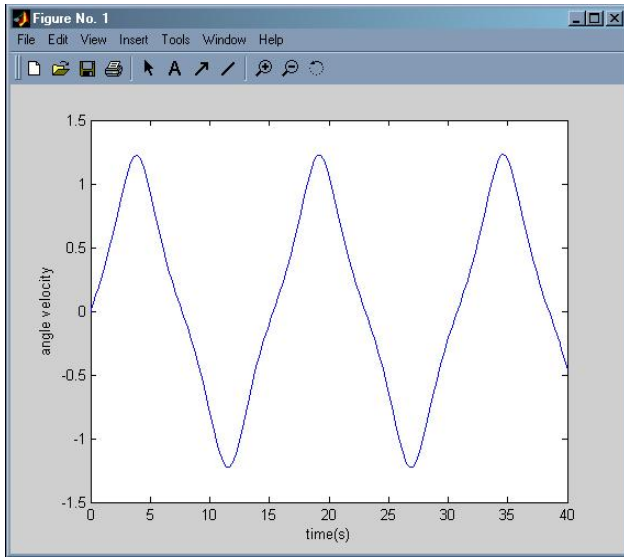 Figure No. 1
File Edit View Insert Tools Window Help
A
1.5
1
0.5
0
-0.5
-1
-1.5
angle velocity
0 5 10 15 20 25 30 35 40
time(s)